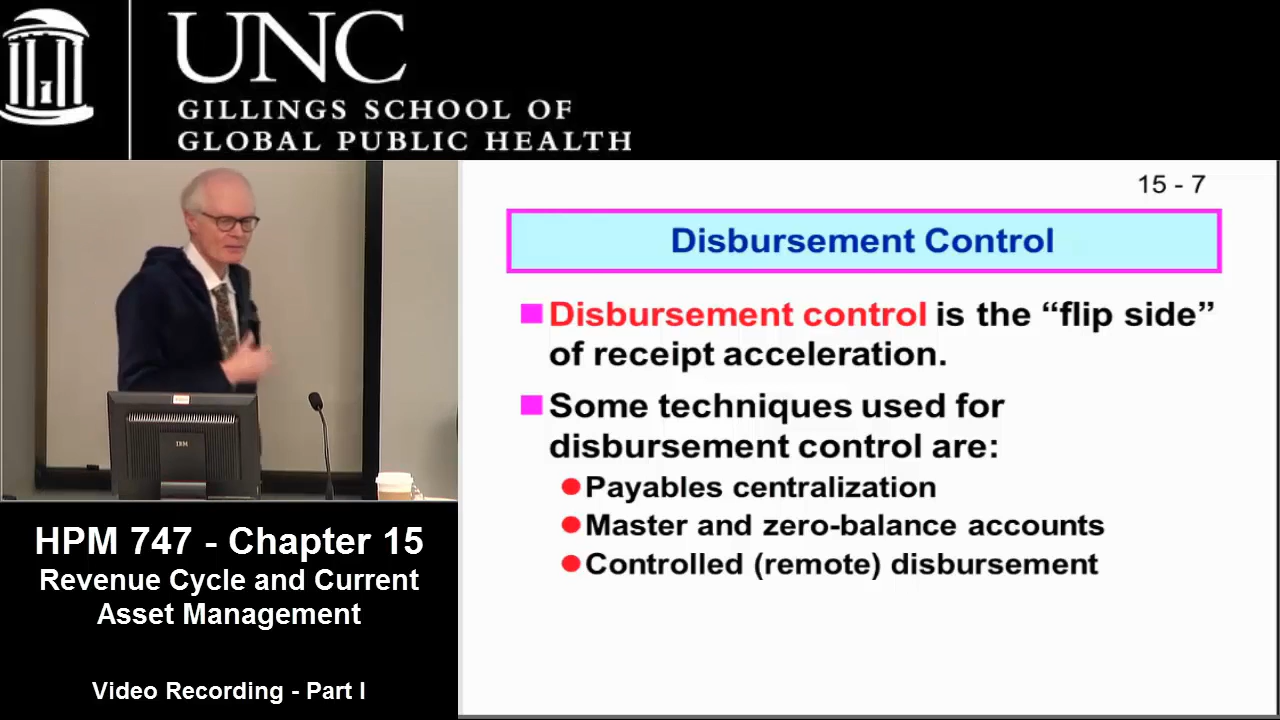 UNC
GILLINGS SCHOOL OF
GLOBAL PUBLIC HEALTH
15 - 7
Disbursement Control
Disbursement control is the “flip side”
of receipt acceleration.
Some techniques used for
disbursement control are:
Payables centralization
Master and zero-balance accounts
Controlled (remote) disbursement
IBM
HPM 747 - Chapter 15
Revenue Cycle and Current
Asset Management
Video Recording - Part I